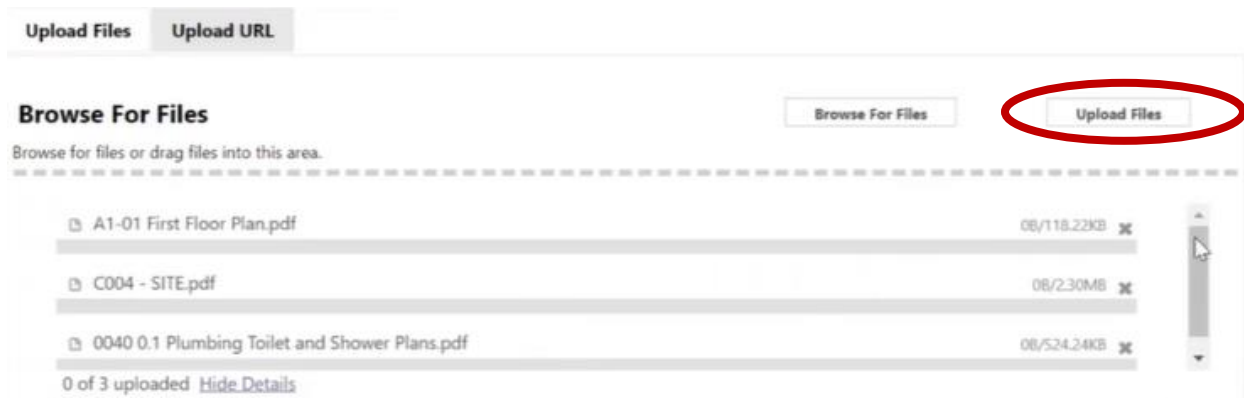 Upload Files Upload URL
Browse For Files Browse For Files Upload Files
Browse for files or drag files into this area.
A1-01 First Floor Plan.pdf 0B/118.22KB
C004 - SITE.pdf 0B/2.30MB
0040 0.1 Plumbing Toilet and Shower Plans.pdf 0B/524.24KB
0 of 3 uploaded Hide Details